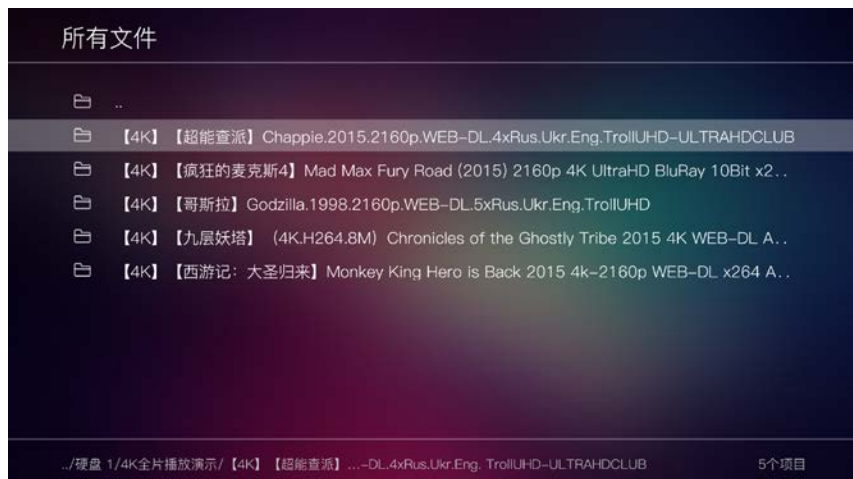 所有文件
..
【4K】【超能查派】Chappie.2015.2160p.WEB-DL.4xRus.Ukr.Eng.TrollUHD-ULTRAHDCLUB
【4K】【疯狂的麦克斯4】Mad Max Fury Road (2015) 2160p 4K UltraHD BluRay 10Bit x2..
【4K】【哥斯拉】Godzilla.1998.2160p.WEB-DL.5xRus.Ukr.Eng.TrollUHD
【4K】【九层妖塔】（4K.H264.8M）Chronicles of the Ghostly Tribe 2015 4K WEB-DL A..
【4K】【西游记：大圣归来】Monkey King Hero is Back 2015 4k-2160p WEB-DL x264 A..
../硬盘 1/4K全片播放演示/【4K】【超能查派】...-DL.4xRus.Ukr.Eng. TrollUHD-ULTRAHDCLUB 5个项目